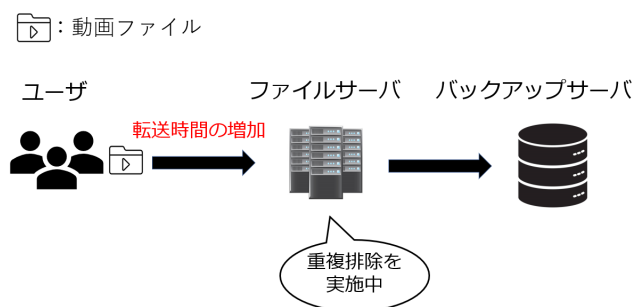 ：動画ファイル
ユーザ
ファイルサーバ
バックアップサーバ
転送時間の増加
重複排除を
実施中